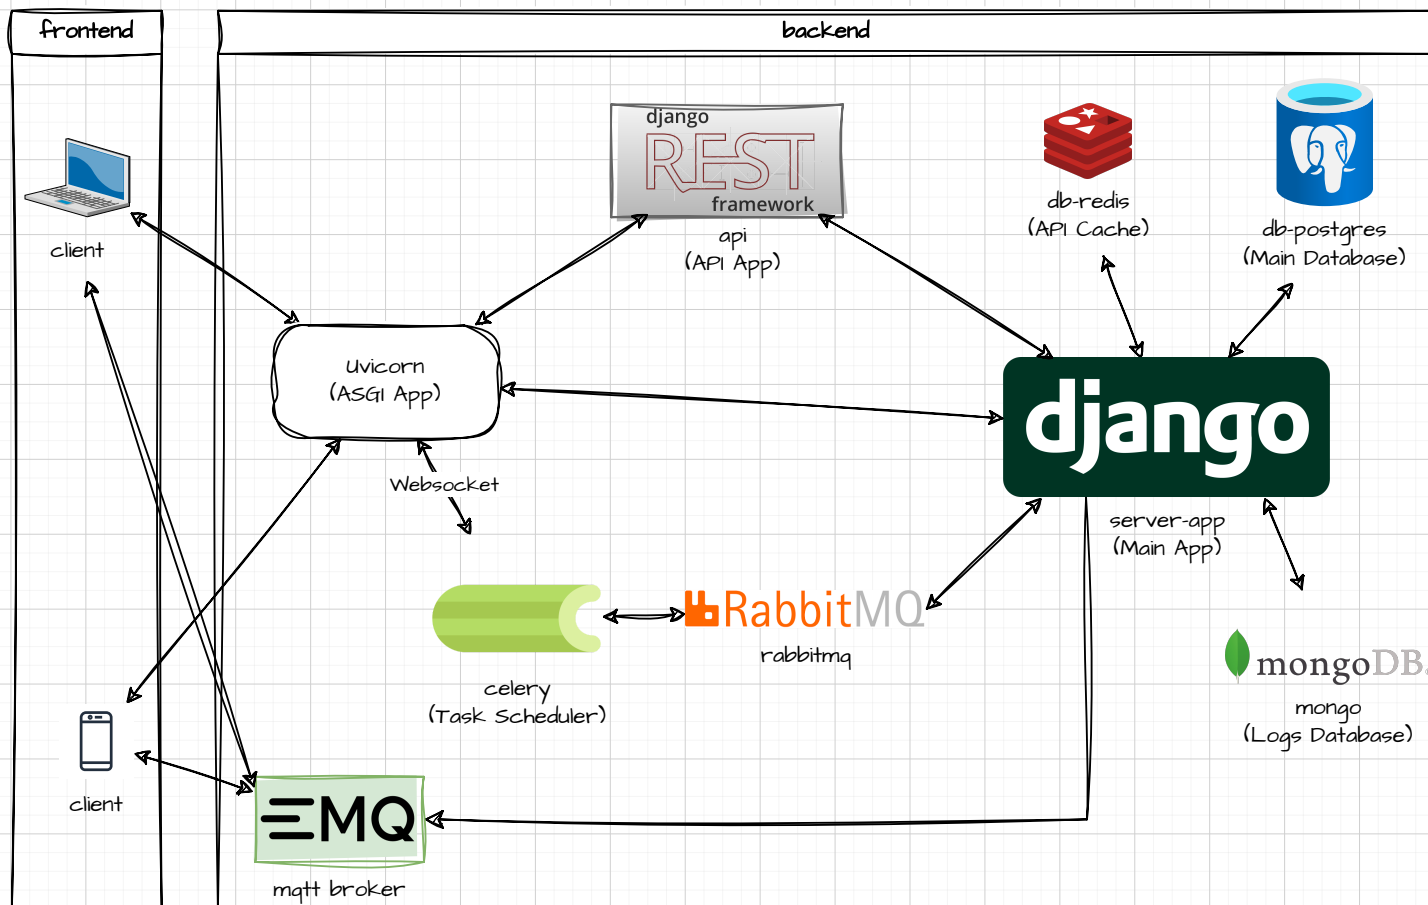 frontend
backend
django
REST
framework
api
(API App)
db-redis
(API Cache)
db-postgres
(Main Database)
client
Uvicorn
(ASGI App)
Websocket
django
server-app
(Main App)
RabbitMQ
rabbitmq
celery
(Task Scheduler)
mongoDB
mongo
(Logs Database)
client
EMQ
mqtt broker